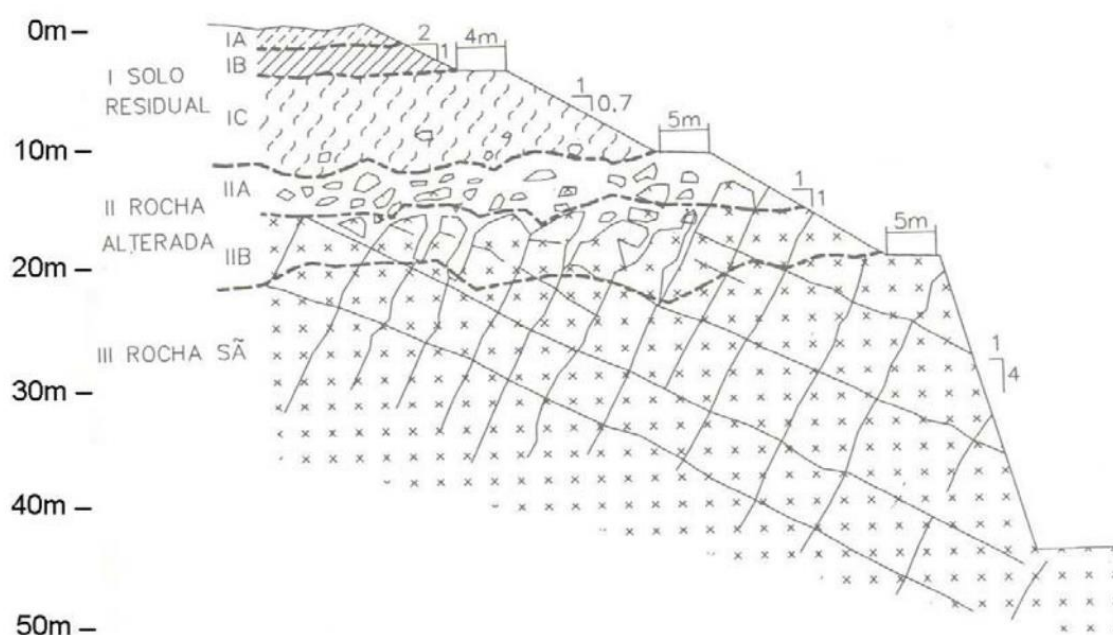 0m
IA
2
1
4m
IB
I SOLO
RESIDUAL
IC
1
0.7
10m
5m
IIA
1
1
II ROCHA
ALTERADA
IIB
5m
20m
III ROCHA SÃ
1
4
30m
40m
50m